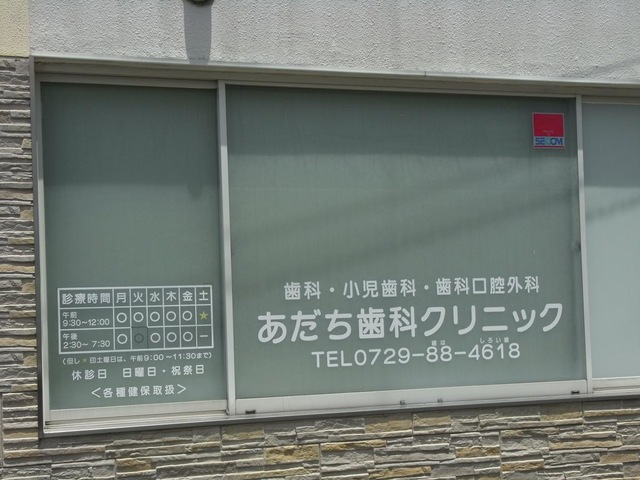 診療時間 月 火 水 木 金 土
午前 9:30~12:00 ○ ○ ○ ○ ○ ★
午後 2:30~7:30 ○ ○ ○ ○ ○ −
(但し★印土曜日は、午前9:00~11:30まで)
休診日 日曜日・祝祭日
<各種健保取扱>
SECOM
歯科・小児歯科・歯科口腔外科
あだち歯科クリニック
TEL0729-88-4618